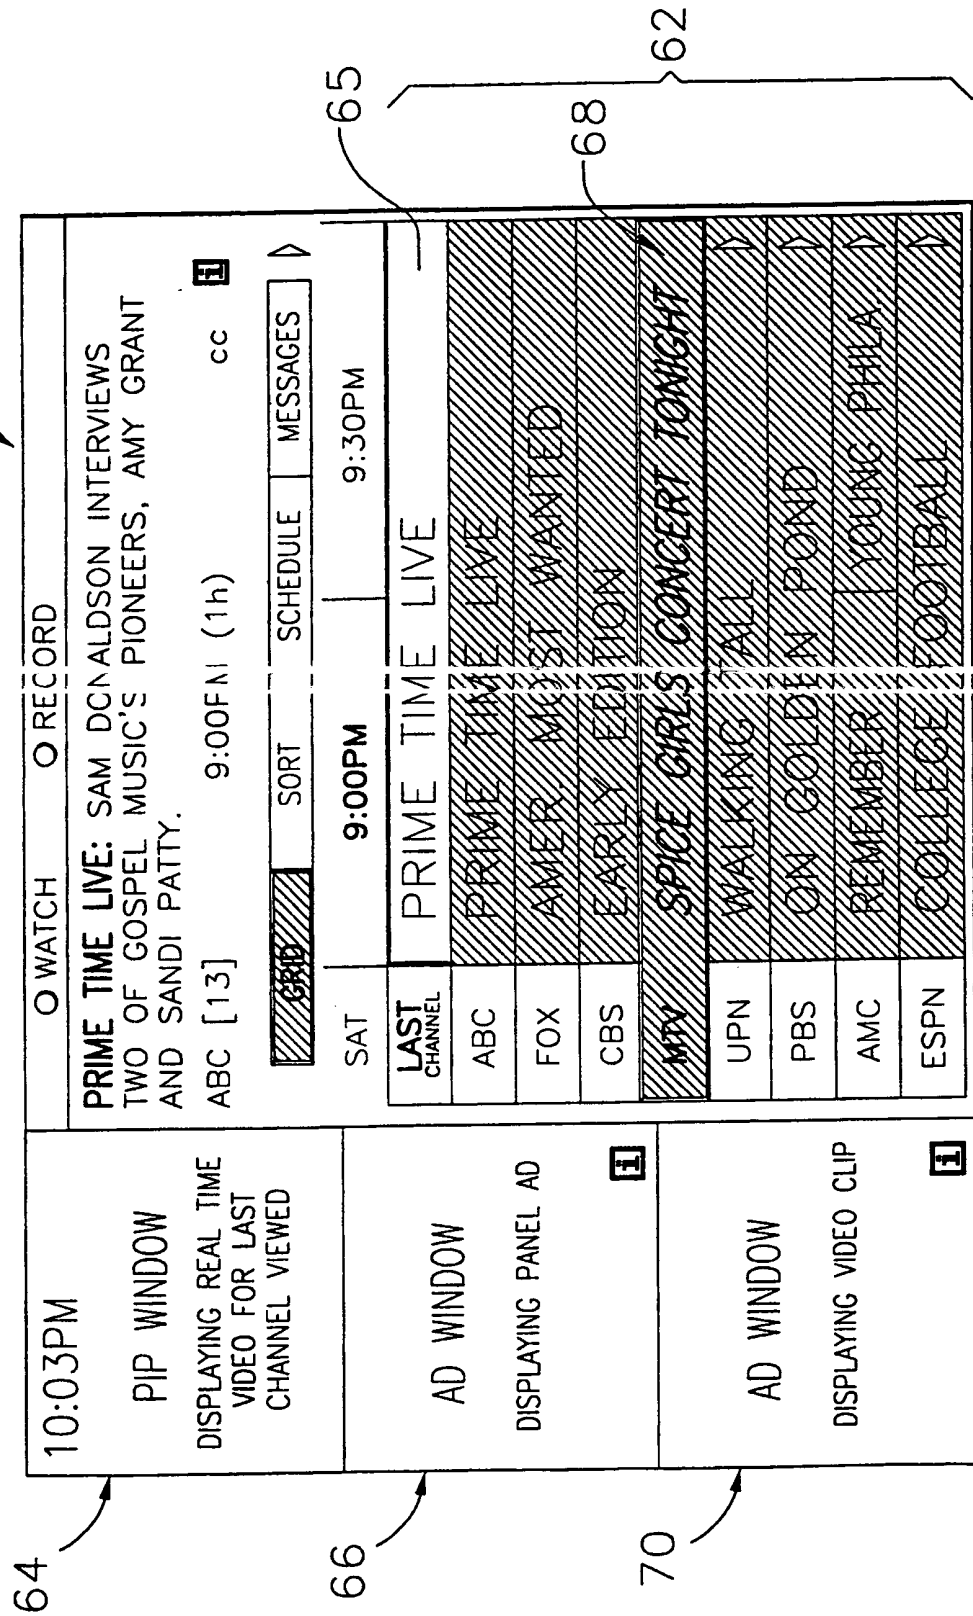 10:03PM
PIP WINDOW
DISPLAYING REAL TIME
VIDEO FOR LAST
CHANNEL VIEWED
AD WINDOW
DISPLAYING PANEL AD
i
AD WINDOW
DISPLAYING VIDEO CLIP
i
64
66
70
O WATCH O RECORD
PRIME TIME LIVE: SAM DONALDSON INTERVIEWS
TWO OF GOSPEL MUSIC'S PIONEERS, AMY GRANT
AND SANDI PATTY.
ABC [13] 9:00PM (1h) cc i
GRID SORT SCHEDULE MESSAGES
SAT 9:00PM 9:30PM
LAST
CHANNEL
PRIME TIME LIVE
ABC PRIME TIME LIVE
FOX AMER. MOST WANTED
CBS EARLY EDITION
MTV SPICE GIRLS CONCERT TONIGHT
UPN WALKING TALL
PBS ON GOLDEN POND
AMC REMEMBER YOUNG PHILA..
ESPN COLLEGE FOOTBALL
65
68
62